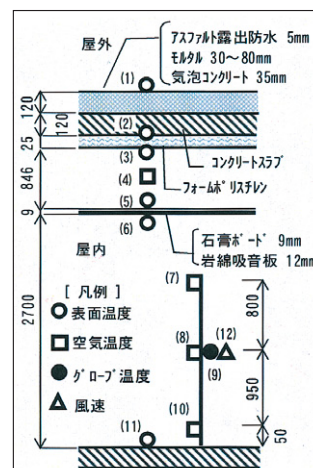 屋外
アスファルト露出防水 5mm
モルタル 30～80mm
気泡コンクリート 35mm
(1)
120
120
(2)
25
(3)
コンクリートスラブ
846
(4)
フォームポリスチレン
(5)
9
(6)
屋内
石膏ボード 9mm
岩綿吸音板 12mm
(7)
[ 凡例 ]
表面温度
空気温度
グローブ温度
風速
2700
800
(8)
(12)
(9)
950
(10)
(11)
50